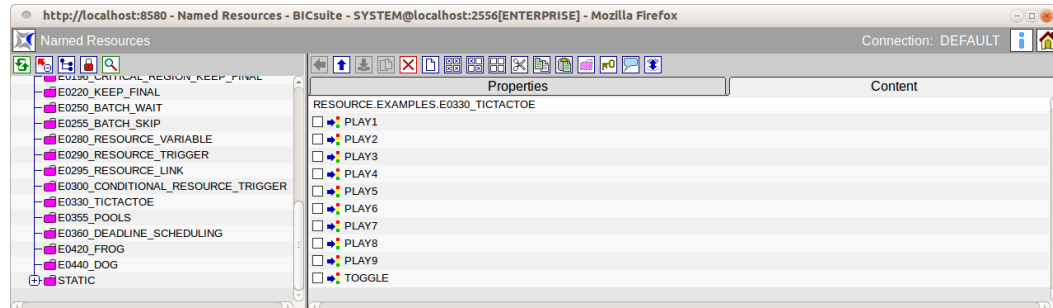 http://localhost:8580 - Named Resources - BICsuite - SYSTEM@localhost:2556[ENTERPRISE] - Mozilla Firefox
Named Resources
Connection: DEFAULT
E0196_CRITICAL_REGION_KEEP_FINAL
E0220_KEEP_FINAL
E0250_BATCH_WAIT
E0255_BATCH_SKIP
E0280_RESOURCE_VARIABLE
E0290_RESOURCE_TRIGGER
E0295_RESOURCE_LINK
E0300_CONDITIONAL_RESOURCE_TRIGGER
E0330_TICTACTOE
E0355_POOLS
E0360_DEADLINE_SCHEDULING
E0420_FROG
E0440_DOG
STATIC
Properties
Content
RESOURCE.EXAMPLES.E0330_TICTACTOE
PLAY1
PLAY2
PLAY3
PLAY4
PLAY5
PLAY6
PLAY7
PLAY8
PLAY9
TOGGLE